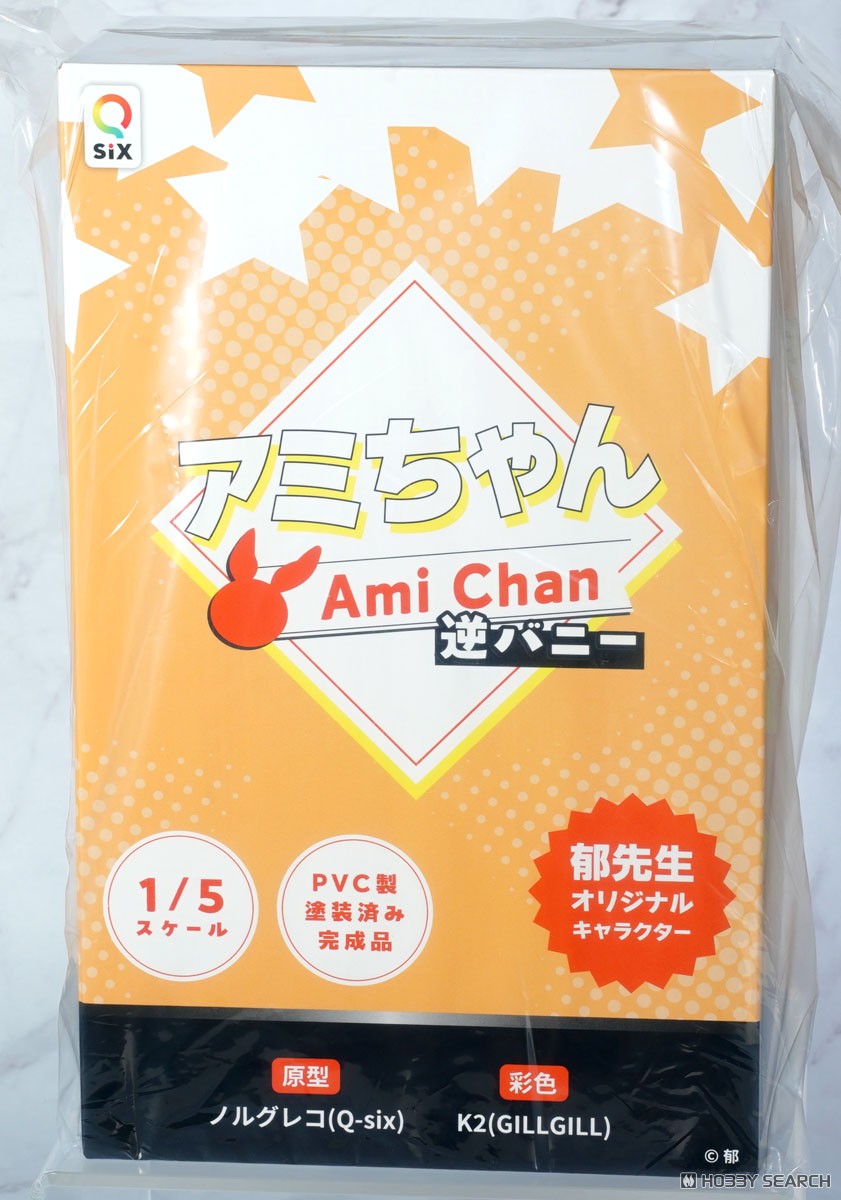 SiX
アミちゃん
Ami Chan
逆バニー
1/5
スケール
PVC製
塗装済み
完成品
郁先生
オリジナル
キャラクター
原型
ノルグレコ(Q-six)
彩色
K2(GILLGILL)
© 郁
HOBBY SEARCH